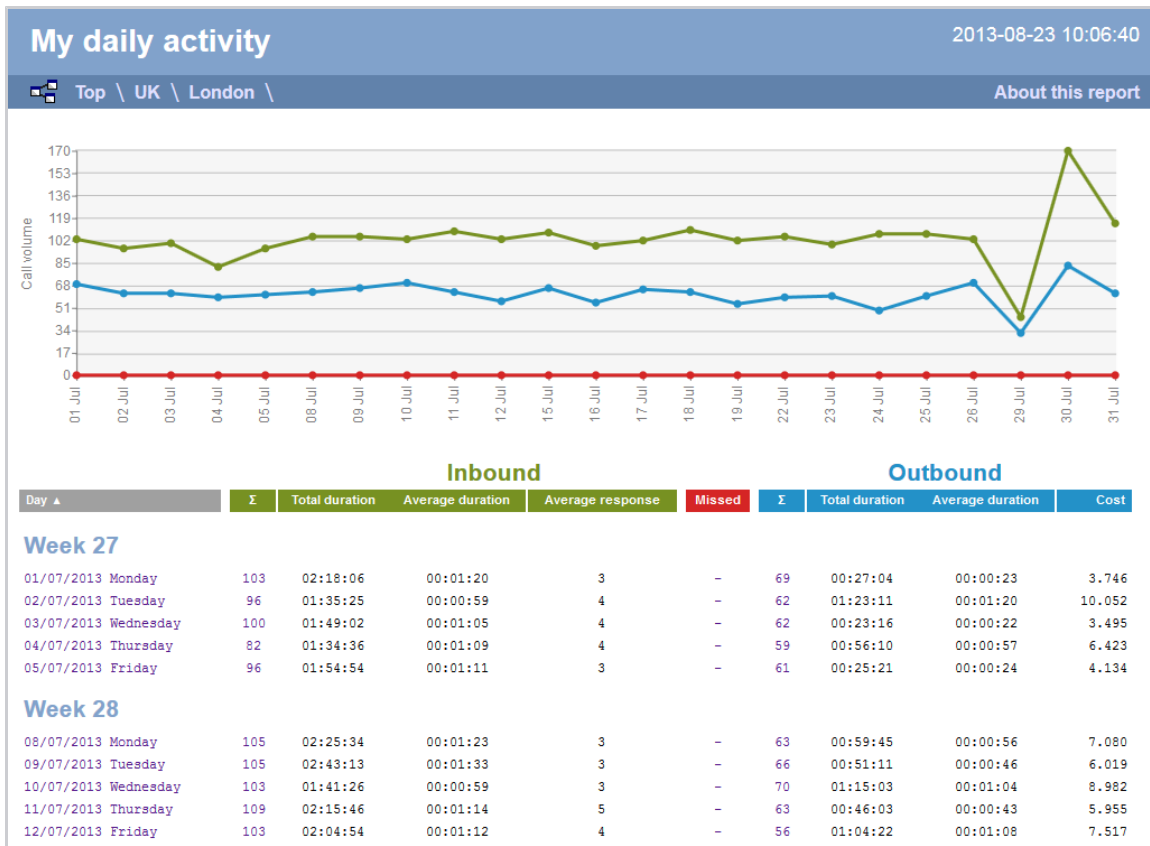 My daily activity
2013-08-23 10:06:40
Top \ UK \ London \
About this report
Call volume
170
153
136
119
102
85
68
51
34
17
0
01 Jul 02 Jul 03 Jul 04 Jul 05 Jul 08 Jul 09 Jul 10 Jul 11 Jul 12 Jul 15 Jul 16 Jul 17 Jul 18 Jul 19 Jul 22 Jul 23 Jul 24 Jul 25 Jul 26 Jul 29 Jul 30 Jul 31 Jul
Inbound Outbound
Day ▲ Σ Total duration Average duration Average response Missed Σ Total duration Average duration Cost
Week 27
01/07/2013 Monday 103 02:18:06 00:01:20 3 – 69 00:27:04 00:00:23 3.746
02/07/2013 Tuesday 96 01:35:25 00:00:59 4 – 62 01:23:11 00:01:20 10.052
03/07/2013 Wednesday 100 01:49:02 00:01:05 4 – 62 00:23:16 00:00:22 3.495
04/07/2013 Thursday 82 01:34:36 00:01:09 4 – 59 00:56:10 00:00:57 6.423
05/07/2013 Friday 96 01:54:54 00:01:11 3 – 61 00:25:21 00:00:24 4.134
Week 28
08/07/2013 Monday 105 02:25:34 00:01:23 3 – 63 00:59:45 00:00:56 7.080
09/07/2013 Tuesday 105 02:43:13 00:01:33 3 – 66 00:51:11 00:00:46 6.019
10/07/2013 Wednesday 103 01:41:26 00:00:59 3 – 70 01:15:03 00:01:04 8.982
11/07/2013 Thursday 109 02:15:46 00:01:14 5 – 63 00:46:03 00:00:43 5.955
12/07/2013 Friday 103 02:04:54 00:01:12 4 – 56 01:04:22 00:01:08 7.517